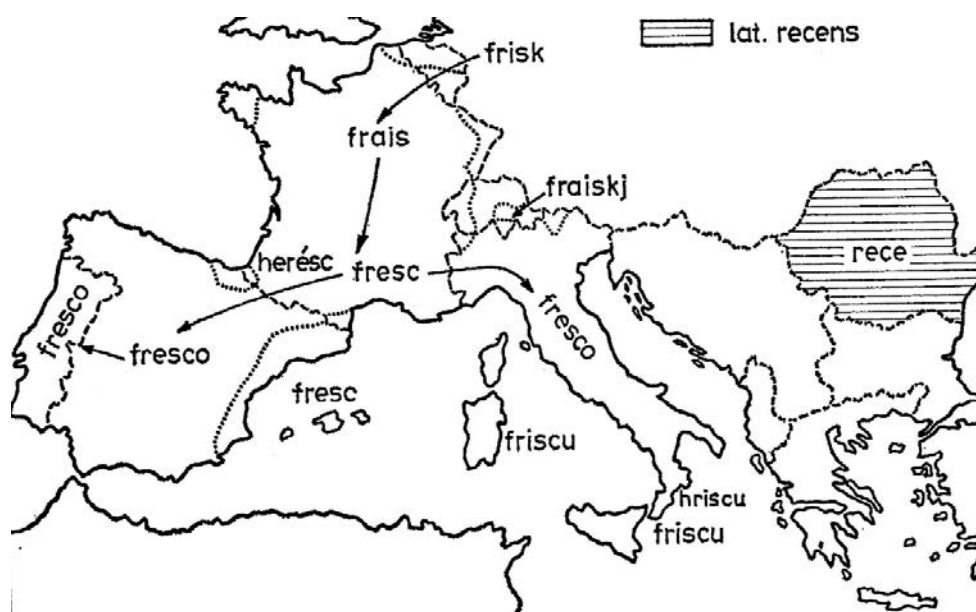 lat. recens
frisk
frais
fraiskj
rece
herésc
fresc
fresco
fresco
fresco
fresc
friscu
hriscu
friscu